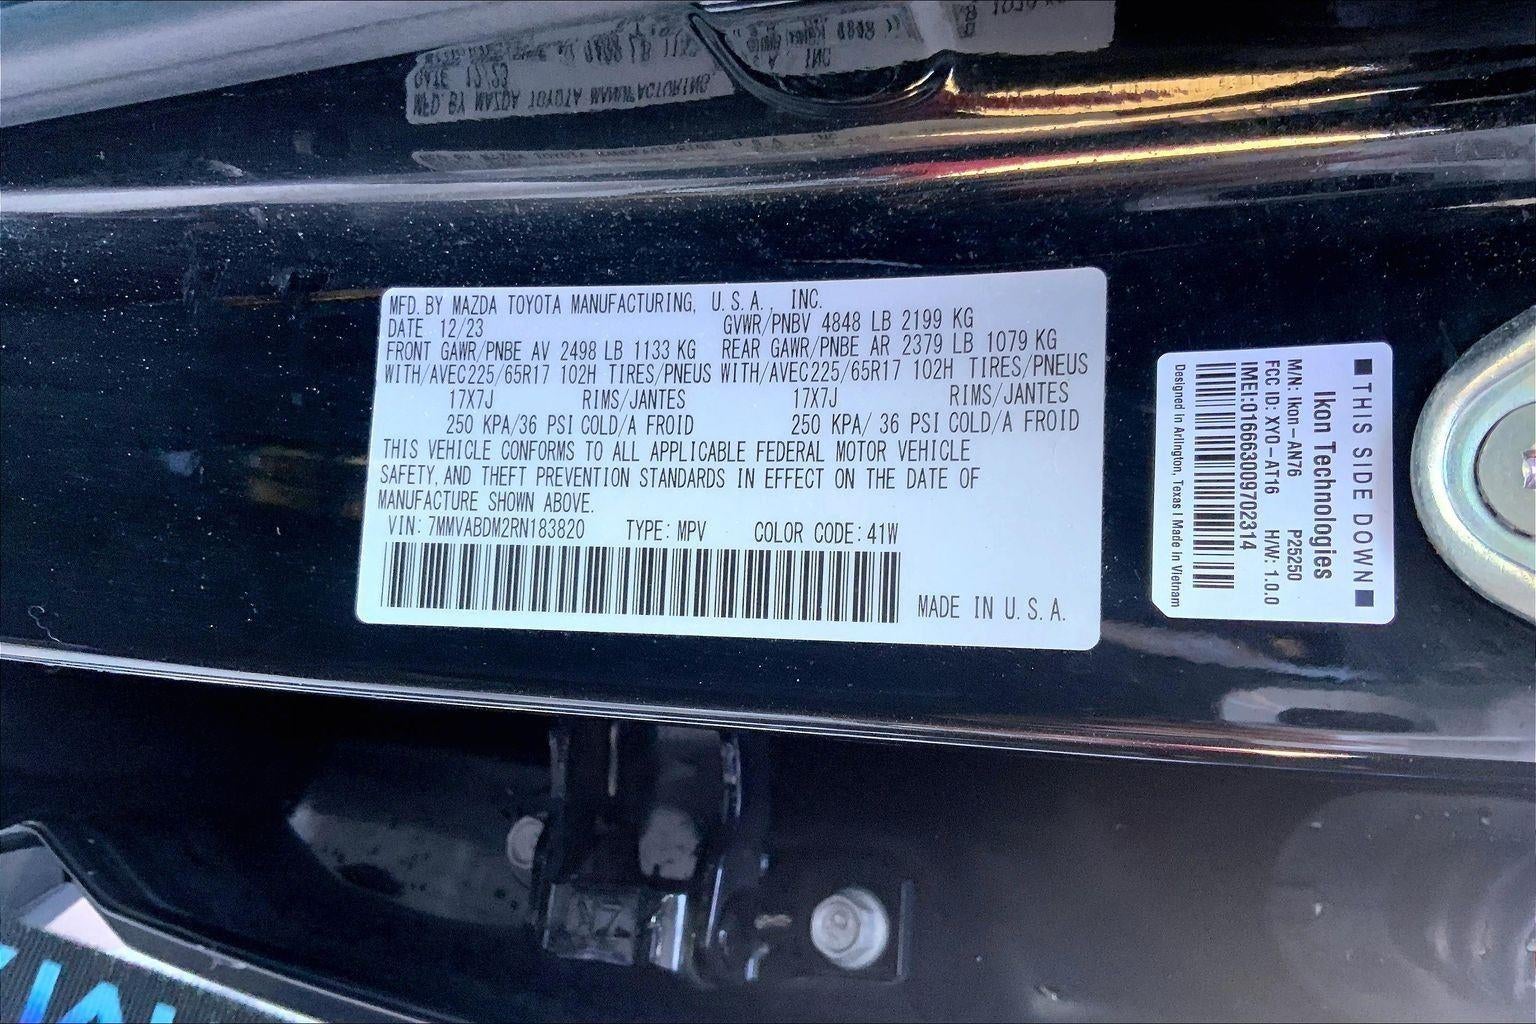 MFD. BY MAZDA TOYOTA MANUFACTURING, U.S.A., INC.
DATE 12/23 GVWR/PNBV 4848 LB 2199 KG
FRONT GAWR/PNBE AV 2498 LB 1133 KG REAR GAWR/PNBE AR 2379 LB 1079 KG
WITH/AVEC225/65R17 102H TIRES/PNEUS WITH/AVEC225/65R17 102H TIRES/PNEUS
17X7J RIMS/JANTES 17X7J RIMS/JANTES
250 KPA/36 PSI COLD/A FROID 250 KPA/ 36 PSI COLD/A FROID
THIS VEHICLE CONFORMS TO ALL APPLICABLE FEDERAL MOTOR VEHICLE
SAFETY, AND THEFT PREVENTION STANDARDS IN EFFECT ON THE DATE OF
MANUFACTURE SHOWN ABOVE.
VIN: 7MMVABDM2RN183820 TYPE: MPV COLOR CODE: 41W
MADE IN U.S.A.
■ THIS SIDE DOWN ■
Ikon Technologies
M/N: Ikon-AN76 P25250
FCC ID: XYO-AT16 H/W: 1.0.0
IMEI:016663009702314
Designed in Arlington, Texas | Made in Vietnam